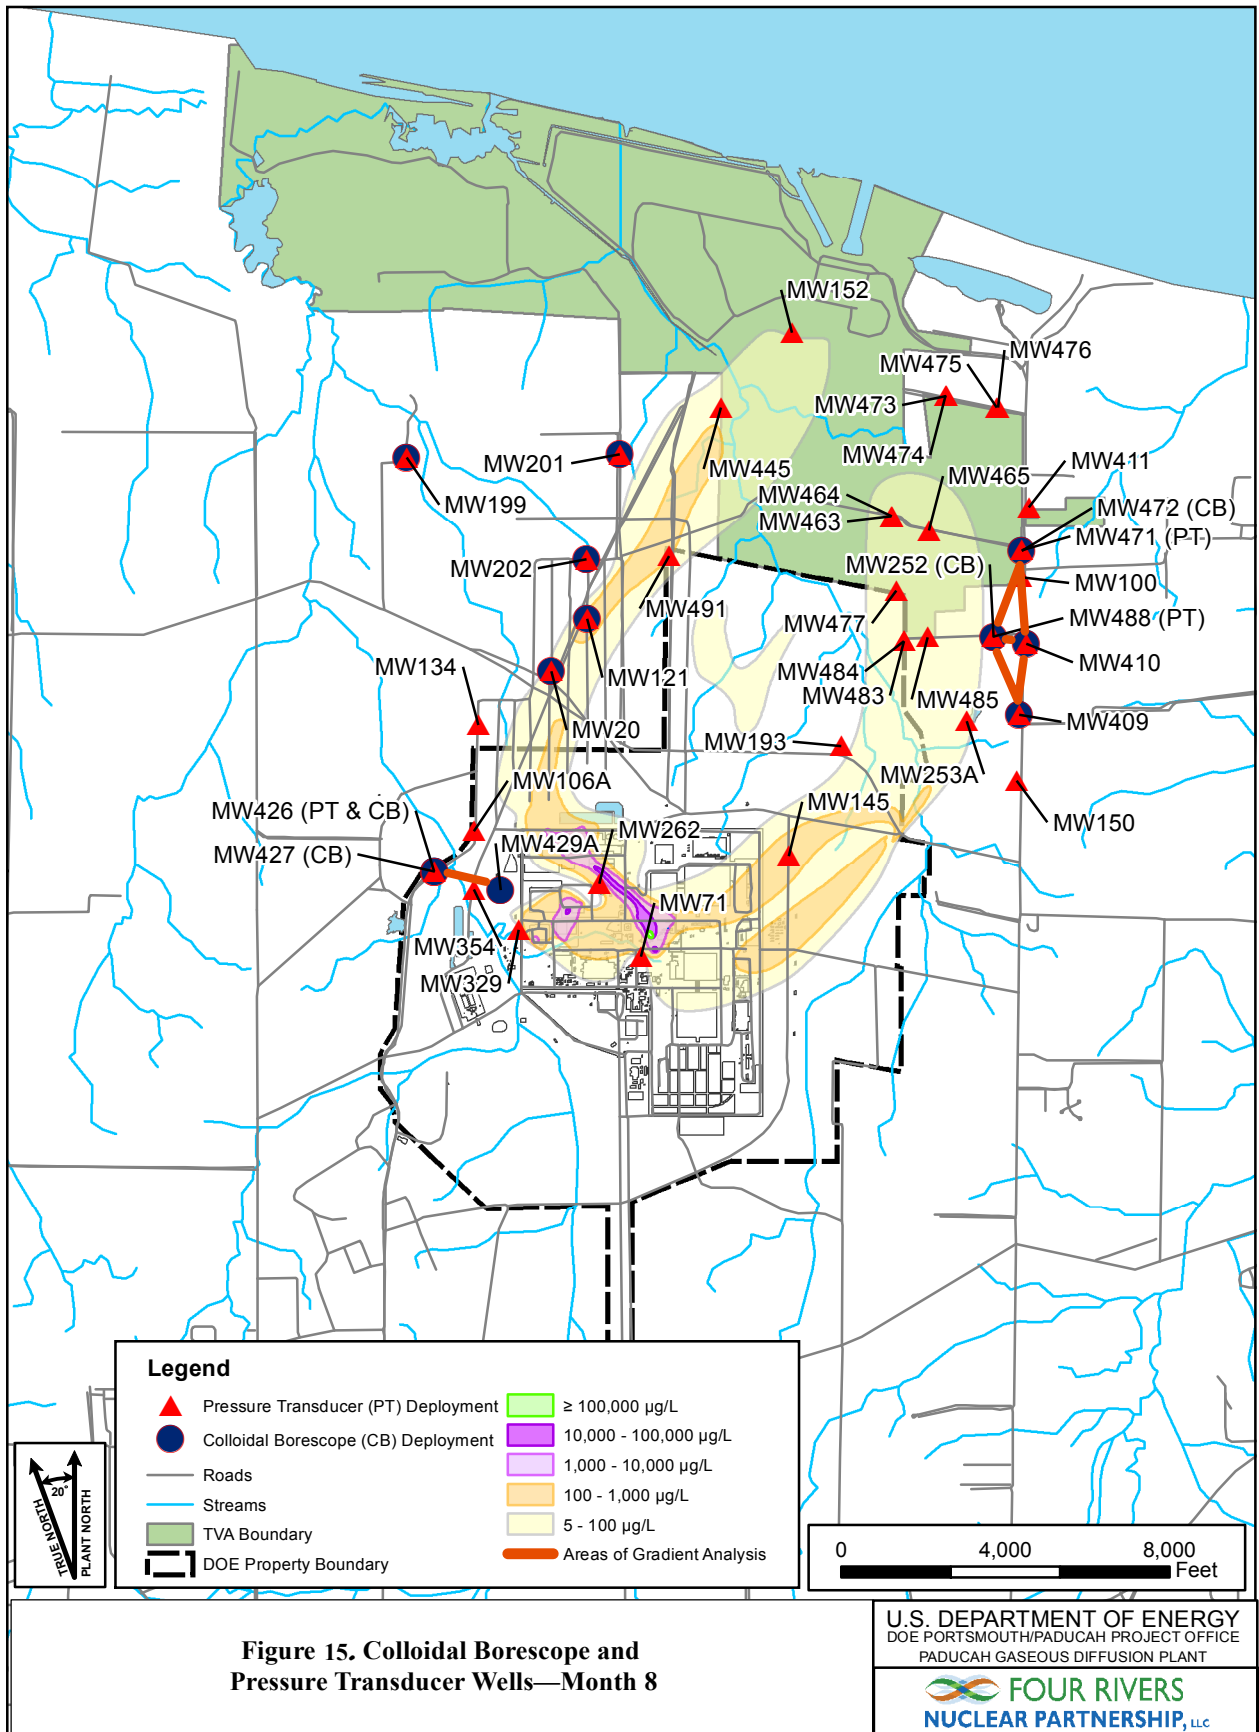 MW152
MW476
MW475
MW473
MW474
MW201
MW445
MW465
MW411
MW199
MW464
MW472 (CB)
MW463
MW471 (PT)
MW202
MW252 (CB)
MW100
MW491
MW477
MW488 (PT)
MW134
MW121
MW484
MW410
MW483
MW485
MW20
MW409
MW193
MW253A
MW106A
MW426 (PT & CB)
MW145
MW262
MW150
MW429A
MW427 (CB)
MW71
MW354
MW329
Legend
Pressure Transducer (PT) Deployment
Colloidal Borescope (CB) Deployment
Roads
Streams
TVA Boundary
DOE Property Boundary
≥ 100,000 µg/L
10,000 - 100,000 µg/L
1,000 - 10,000 µg/L
100 - 1,000 µg/L
5 - 100 µg/L
Areas of Gradient Analysis
20°
TRUE NORTH
PLANT NORTH
0 4,000 8,000
Feet
Figure 15. Colloidal Borescope and
Pressure Transducer Wells—Month 8
U.S. DEPARTMENT OF ENERGY
DOE PORTSMOUTH/PADUCAH PROJECT OFFICE
PADUCAH GASEOUS DIFFUSION PLANT
FOUR RIVERS
NUCLEAR PARTNERSHIP, LLC